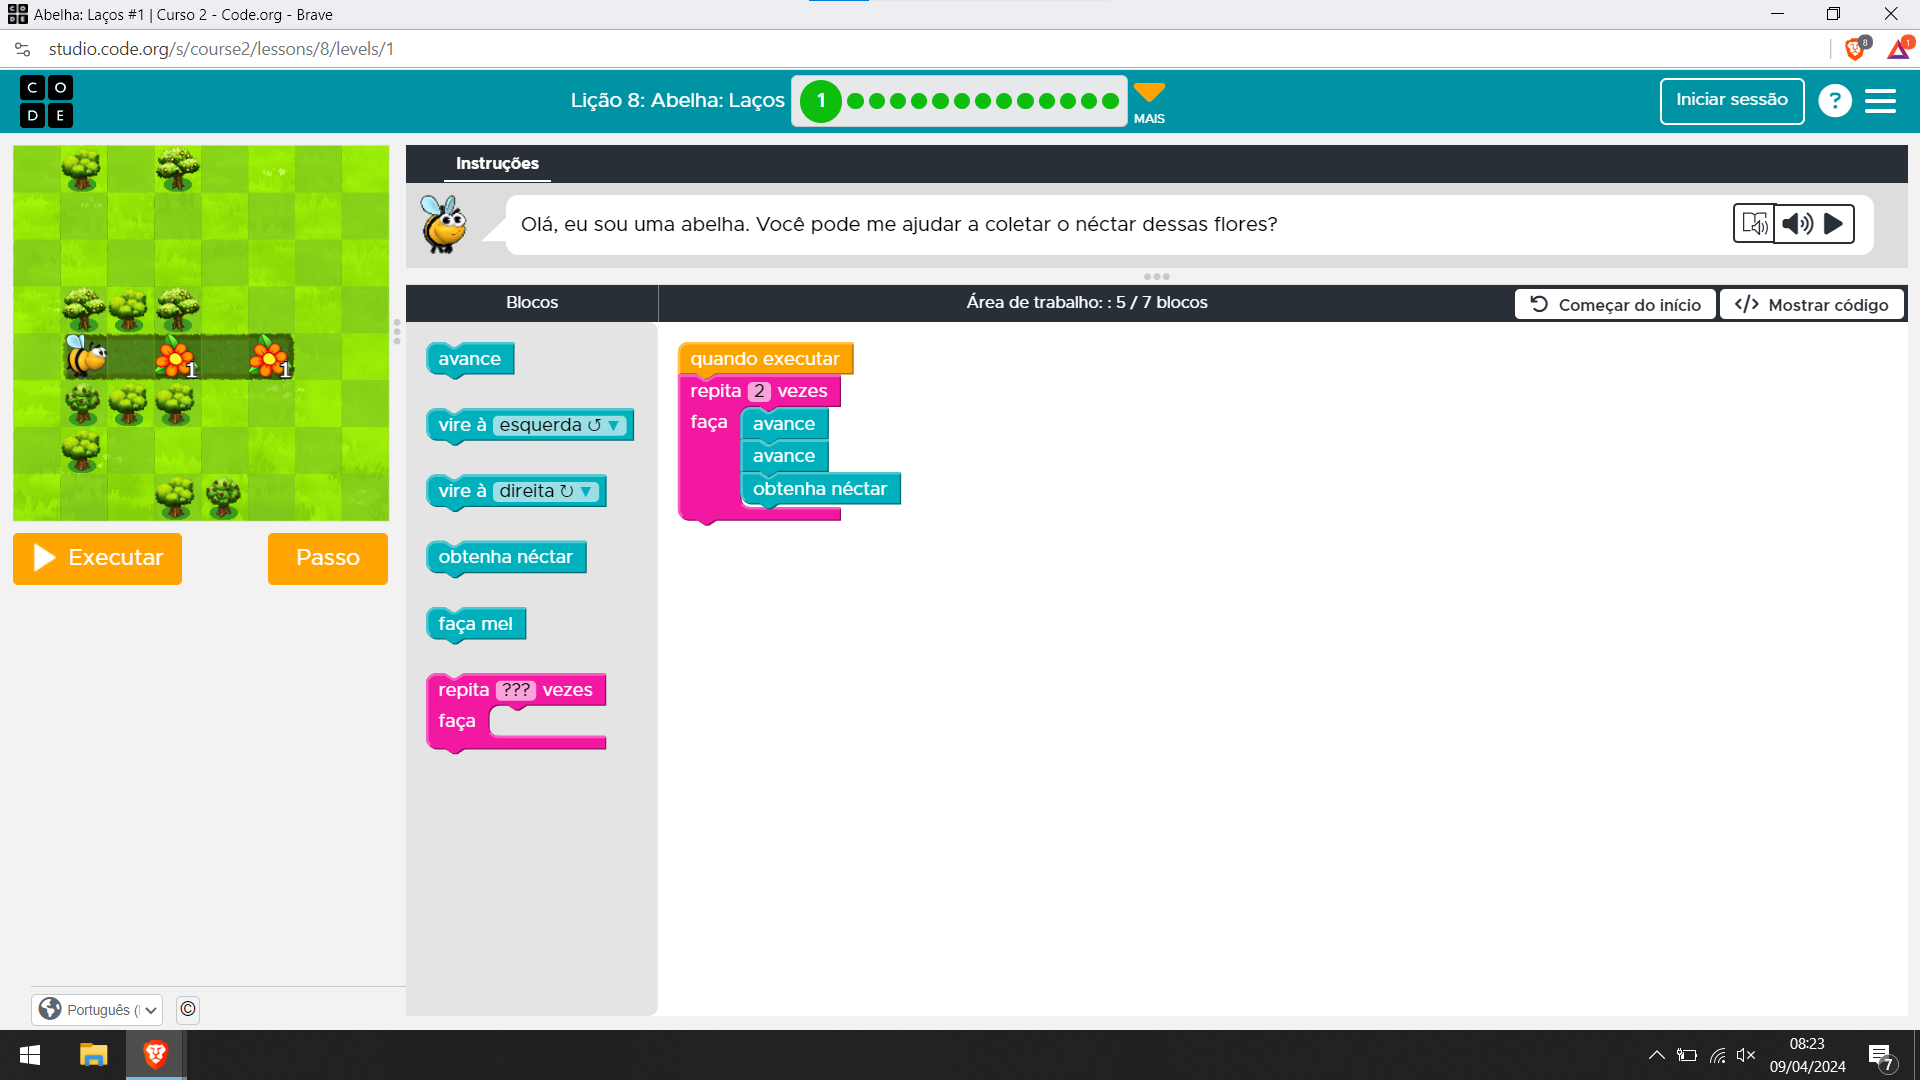 Abelha: Laços #1 | Curso 2 - Code.org - Brave
studio.code.org/s/course2/lessons/8/levels/1
8
1
C O
D E
Lição 8: Abelha: Laços
1
MAIS
Iniciar sessão
?
Instruções
Olá, eu sou uma abelha. Você pode me ajudar a coletar o néctar dessas flores?
Blocos
Área de trabalho: : 5 / 7 blocos
Começar do início
</> Mostrar código
1
1
Executar
Passo
avance
vire à esquerda ↺ ▼
vire à direita ↻ ▼
obtenha néctar
faça mel
repita ??? vezes
faça
quando executar
repita 2 vezes
faça
avance
avance
obtenha néctar
Português (
©
08:23
09/04/2024
7